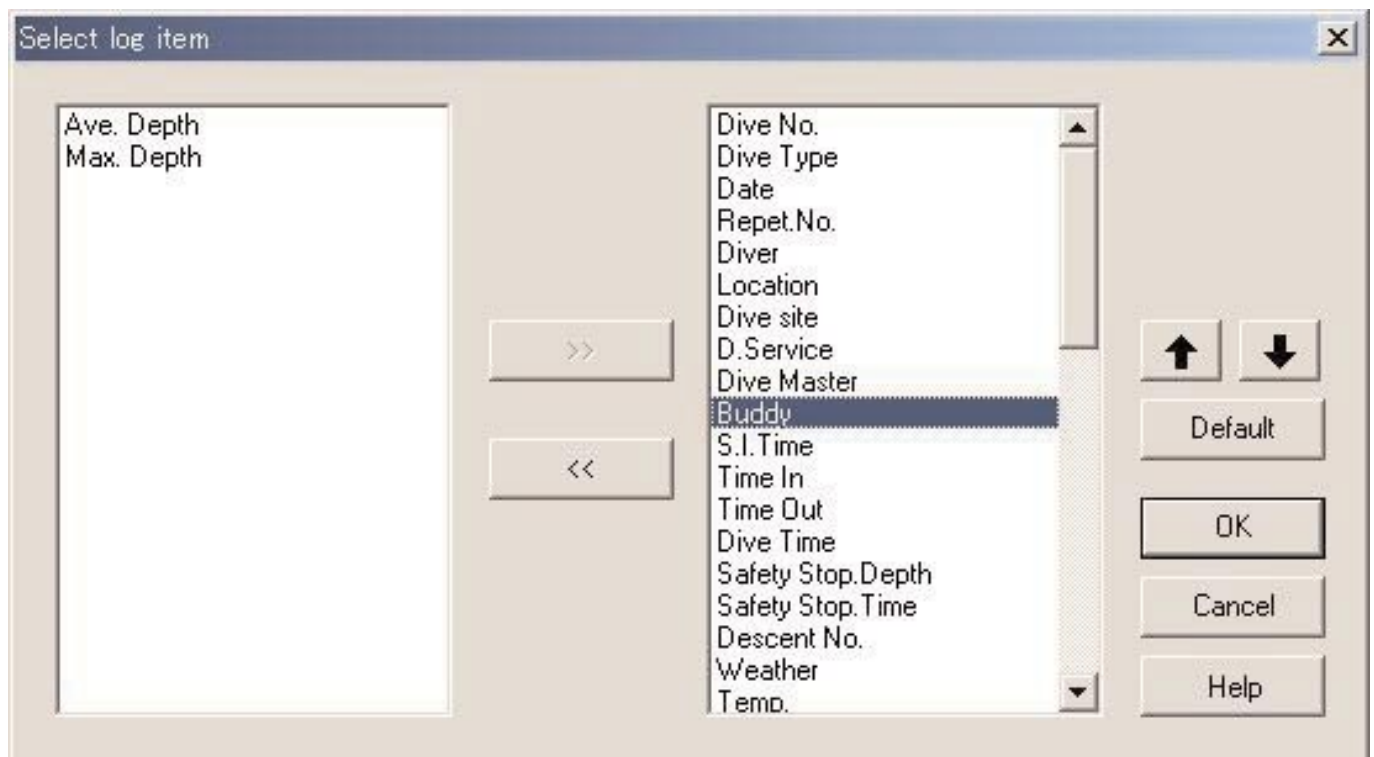 Select log item
Ave. Depth
Max. Depth
>>
<<
Dive No.
Dive Type
Date
Repet.No.
Diver
Location
Dive site
D.Service
Dive Master
Buddy
S.I.Time
Time In
Time Out
Dive Time
Safety Stop.Depth
Safety Stop.Time
Descent No.
Weather
Temp.
Default
OK
Cancel
Help